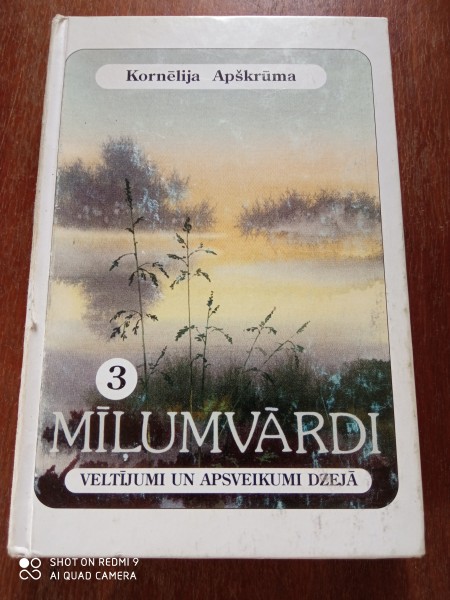 Kornēlija Apškrūma
3
MĪĻUMVĀRDI
VELTĪJUMI UN APSVEIKUMI DZEJĀ
SHOT ON REDMI 9
AI QUAD CAMERA